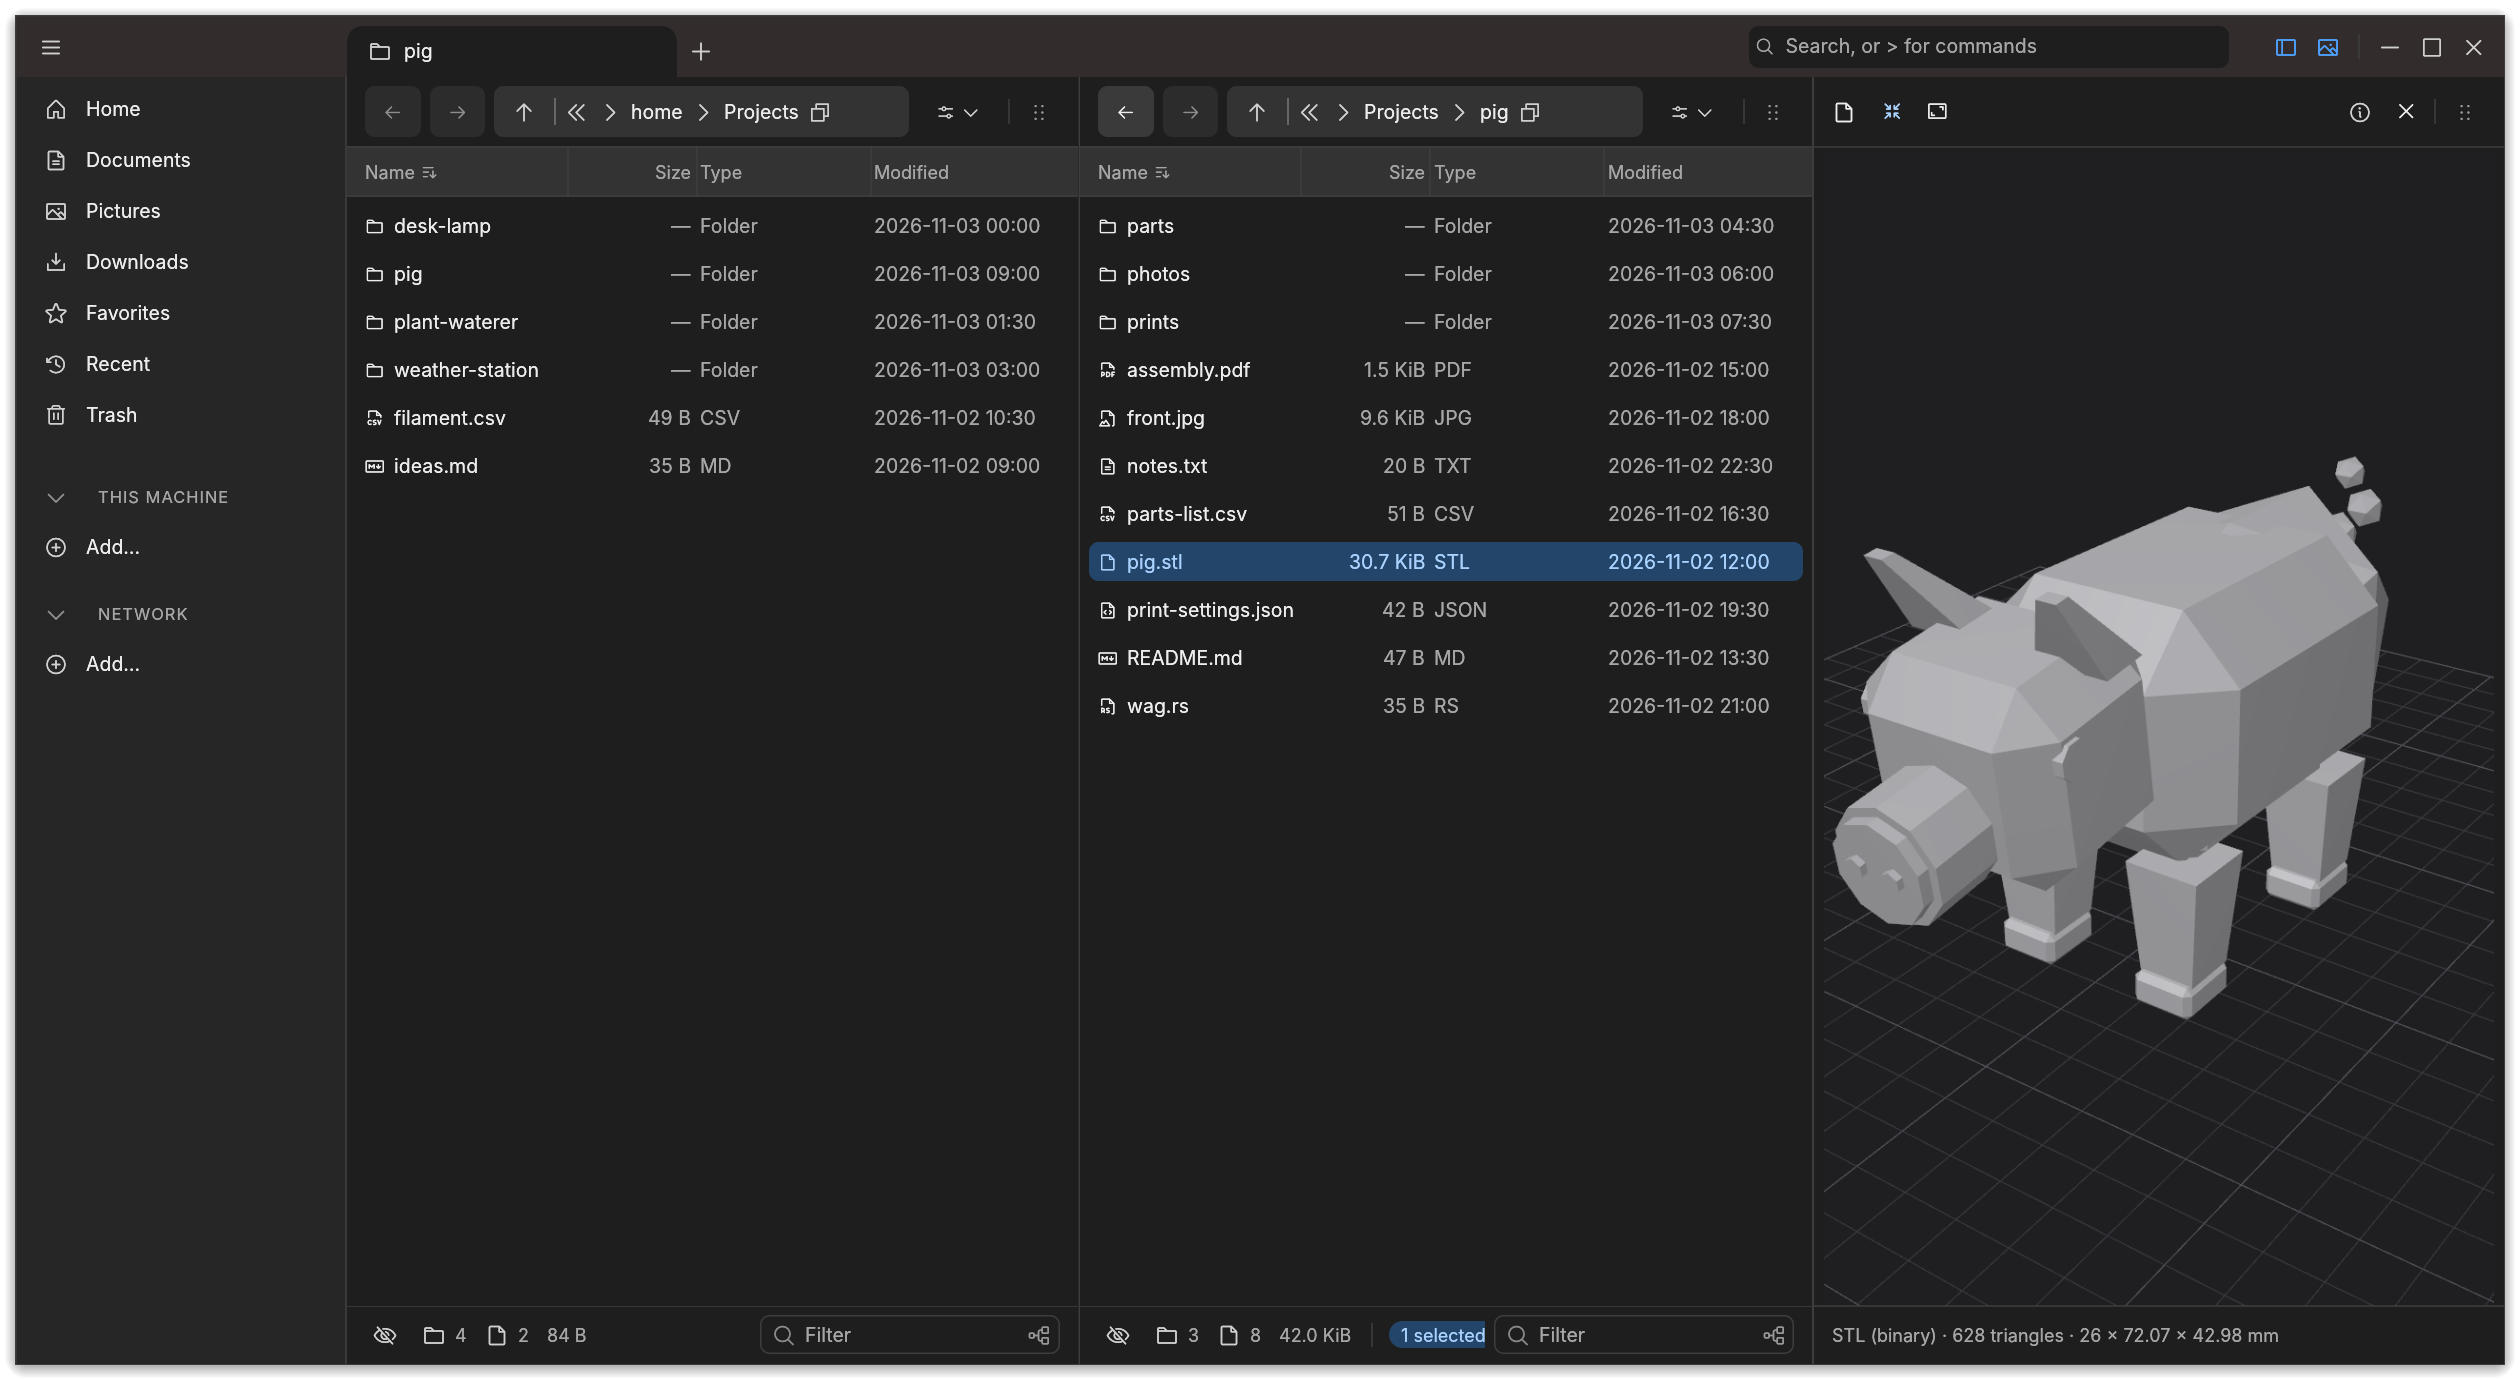 pig
Search, or > for commands
Home
Documents
Pictures
Downloads
Favorites
Recent
Trash
THIS MACHINE
Add...
NETWORK
Add...
home > Projects
Name Size Type Modified
desk-lamp — Folder 2026-11-03 00:00
pig — Folder 2026-11-03 09:00
plant-waterer — Folder 2026-11-03 01:30
weather-station — Folder 2026-11-03 03:00
filament.csv 49 B CSV 2026-11-02 10:30
ideas.md 35 B MD 2026-11-02 09:00
4 2 84 B
Filter
Projects > pig
Name Size Type Modified
parts — Folder 2026-11-03 04:30
photos — Folder 2026-11-03 06:00
prints — Folder 2026-11-03 07:30
assembly.pdf 1.5 KiB PDF 2026-11-02 15:00
front.jpg 9.6 KiB JPG 2026-11-02 18:00
notes.txt 20 B TXT 2026-11-02 22:30
parts-list.csv 51 B CSV 2026-11-02 16:30
pig.stl 30.7 KiB STL 2026-11-02 12:00
print-settings.json 42 B JSON 2026-11-02 19:30
README.md 47 B MD 2026-11-02 13:30
wag.rs 35 B RS 2026-11-02 21:00
3 8 42.0 KiB 1 selected
Filter
STL (binary) · 628 triangles · 26 × 72.07 × 42.98 mm